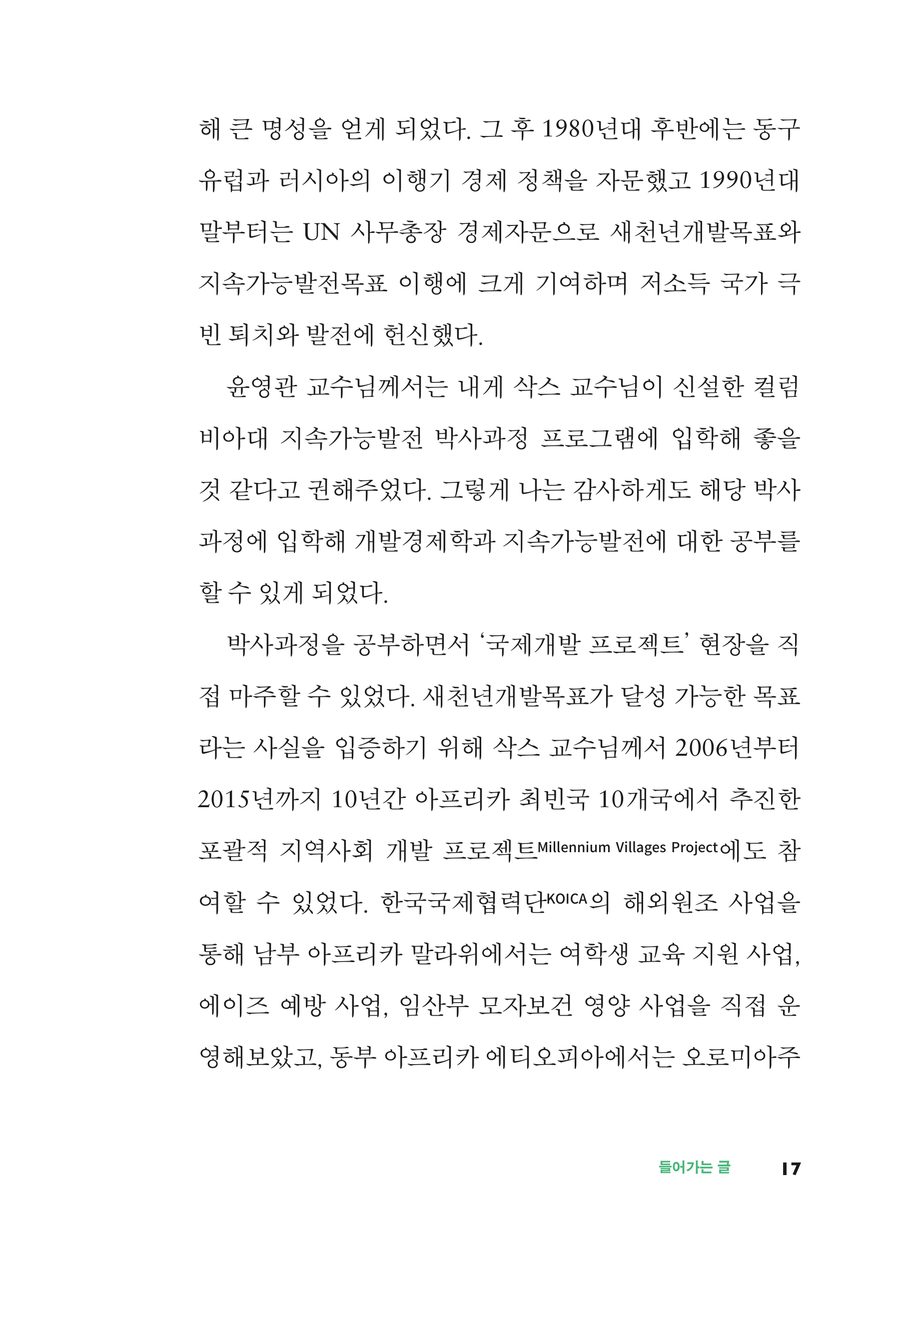 해 큰 명성을 얻게 되었다. 그 후 1980년대 후반에는 동구
유럽과 러시아의 이행기 경제 정책을 자문했고 1990년대
말부터는 UN 사무총장 경제자문으로 새천년개발목표와
지속가능발전목표 이행에 크게 기여하며 저소득 국가 극
빈 퇴치와 발전에 헌신했다.
윤영관 교수님께서는 내게 삭스 교수님이 신설한 컬럼
비아대 지속가능발전 박사과정 프로그램에 입학해 좋을
것 같다고 권해주었다. 그렇게 나는 감사하게도 해당 박사
과정에 입학해 개발경제학과 지속가능발전에 대한 공부를
할 수 있게 되었다.
박사과정을 공부하면서 ‘국제개발 프로젝트’ 현장을 직
접 마주할 수 있었다. 새천년개발목표가 달성 가능한 목표
라는 사실을 입증하기 위해 삭스 교수님께서 2006년부터
2015년까지 10년간 아프리카 최빈국 10개국에서 추진한
포괄적 지역사회 개발 프로젝트Millennium Villages Project에도 참
여할 수 있었다. 한국국제협력단KOICA의 해외원조 사업을
통해 남부 아프리카 말라위에서는 여학생 교육 지원 사업,
에이즈 예방 사업, 임산부 모자보건 영양 사업을 직접 운
영해보았고, 동부 아프리카 에티오피아에서는 오로미아주
들어가는 글 17